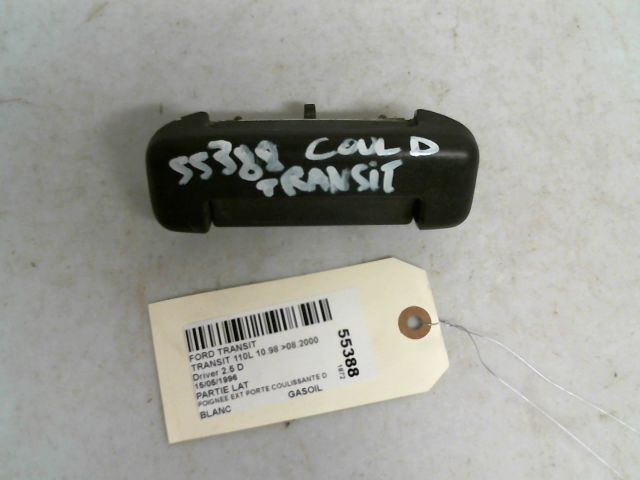 55388 COUL D
TRANSIT
FORD TRANSIT
TRANSIT 110L 10.98 >08.2000
Driver 2.5 D
15/05/1996
PARTIE LAT
POIGNEE EXT PORTE COULISSANTE D
BLANC GASOIL
55388
1872